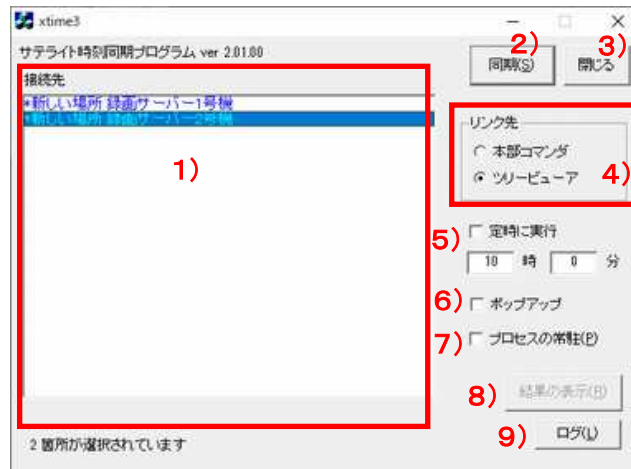 xtime3
サテライト時刻同期プログラム ver 2.01.00
2)
3)
同期(S)
閉じる
接続先
*新しい場所 録画サーバー1号機
*新しい場所 録画サーバー2号機
1)
リンク先
本部コマンダ
ツリービューア
4)
5)
定時に実行
10 時 0 分
6)
ポップアップ
7)
プロセスの常駐(P)
8)
結果の表示(R)
9)
ログ(L)
2 箇所が選択されています